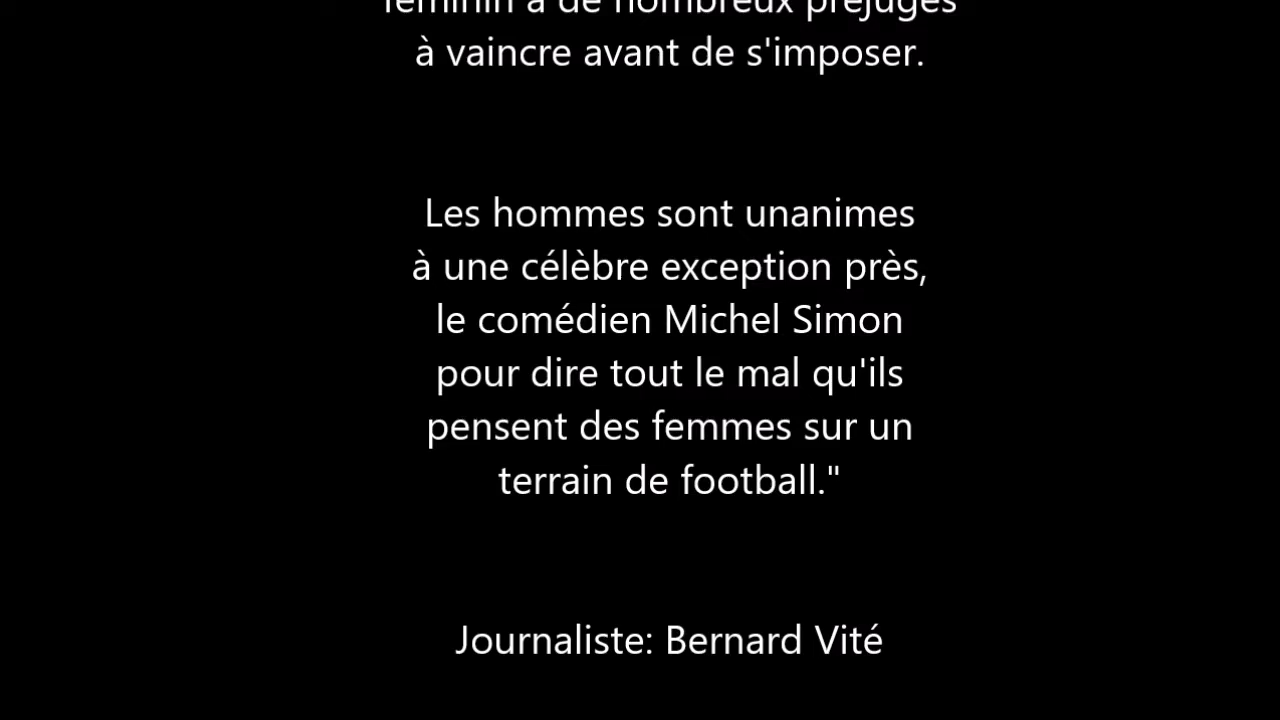 féminin a de nombreux préjugés
à vaincre avant de s'imposer.
Les hommes sont unanimes
à une célèbre exception près,
le comédien Michel Simon
pour dire tout le mal qu'ils
pensent des femmes sur un
terrain de football."
Journaliste: Bernard Vité